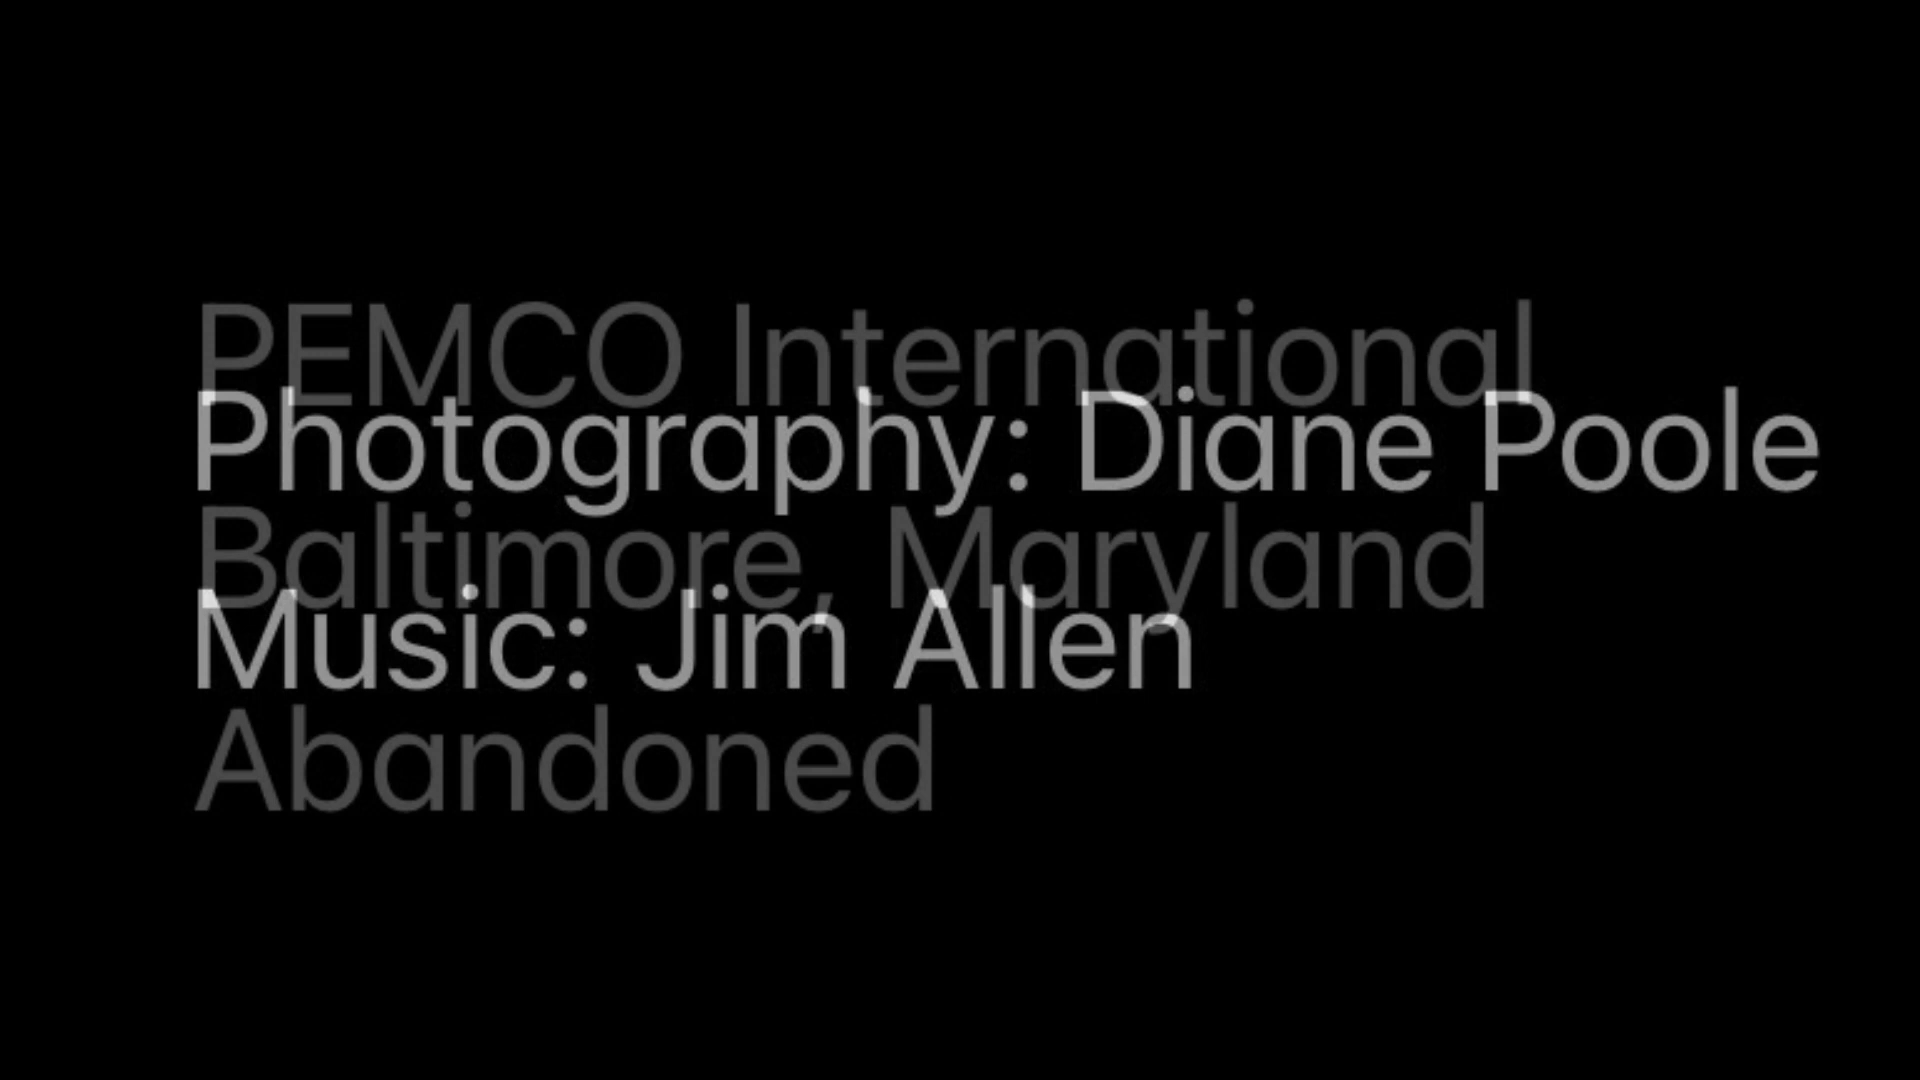 PEMCO International
Photography: Diane Poole
Baltimore, Maryland
Music: Jim Allen
Abandoned